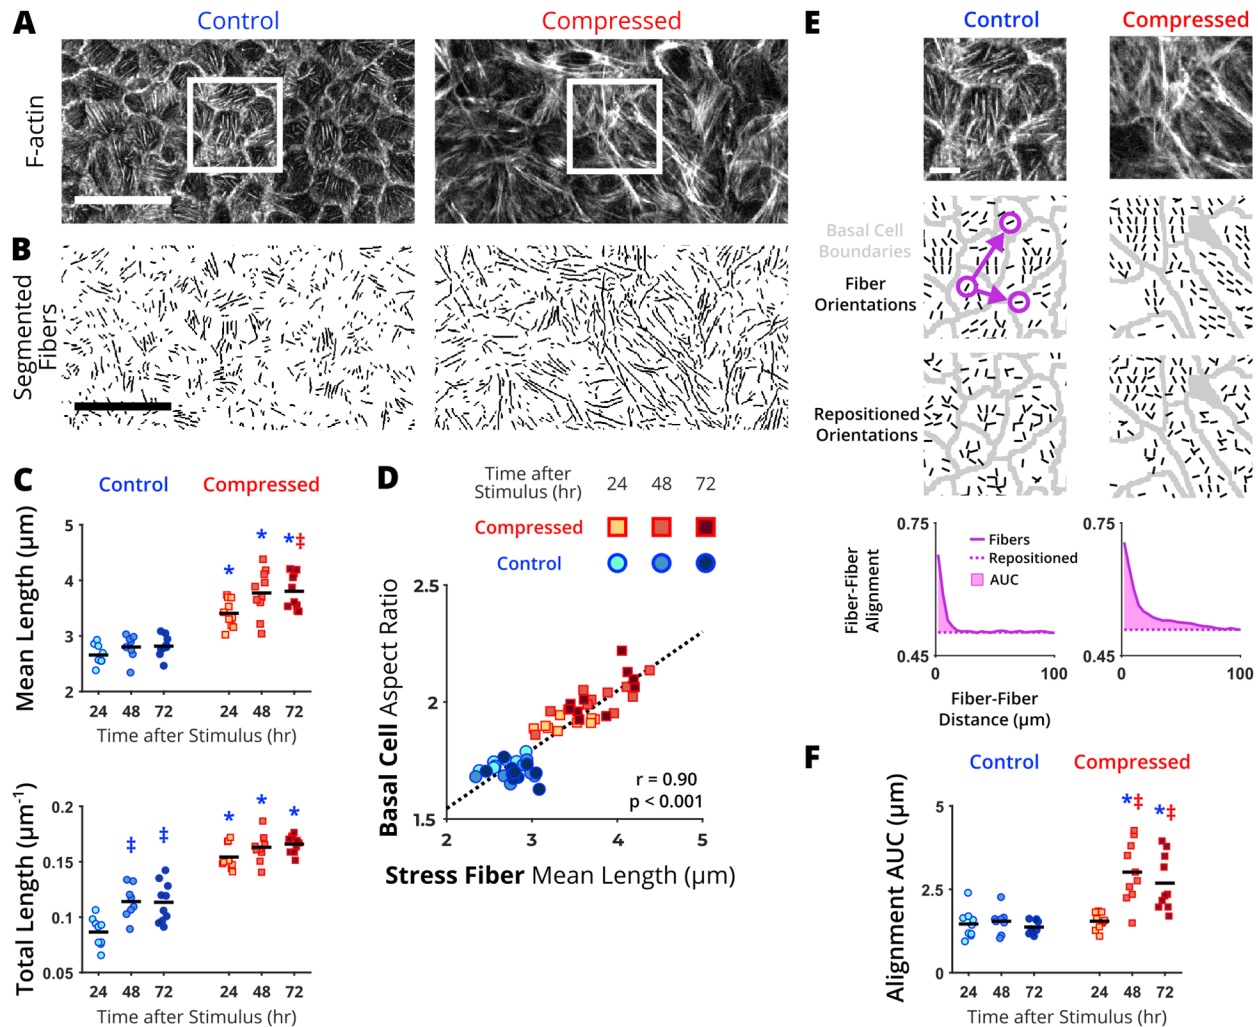 A
Control
Compressed
F-actin
B
Segmented
Fibers
C
Control
Compressed
Mean Length (µm)
5
4
3
2
*
*
*‡
24 48 72 24 48 72
Time after Stimulus (hr)
Total Length (µm⁻¹)
0.2
0.15
0.1
0.05
‡
‡
*
*
*
24 48 72 24 48 72
Time after Stimulus (hr)
D
Time after
Stimulus (hr)
24 48 72
Compressed
Control
Basal Cell Aspect Ratio
2.5
2
1.5
r = 0.90
p < 0.001
2 3 4 5
Stress Fiber Mean Length (µm)
E
Control
Compressed
Basal Cell
Boundaries
Fiber
Orientations
Repositioned
Orientations
Fiber-Fiber
Alignment
0.75
0.45
Fibers
Repositioned
AUC
0 100
0.75
0.45
0 100
Fiber-Fiber
Distance (µm)
F
Control
Compressed
Alignment AUC (µm)
5
2.5
0
*‡
*‡
24 48 72 24 48 72
Time after Stimulus (hr)